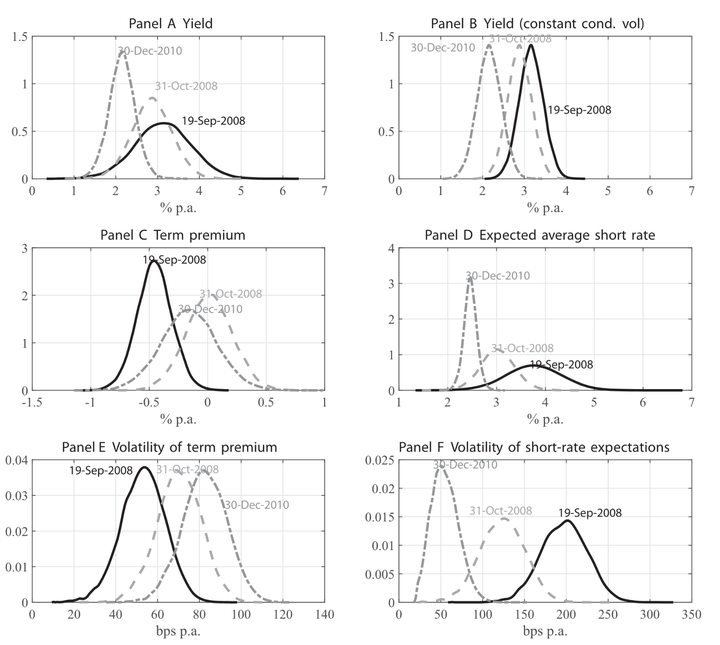 Panel A Yield
1.5
1
0.5
0
0 1 2 3 4 5 6 7
% p.a.
30-Dec-2010
31-Oct-2008
19-Sep-2008
Panel B Yield (constant cond. vol)
1.5
1
0.5
0
0 1 2 3 4 5 6 7
% p.a.
30-Dec-2010
31-Oct-2008
19-Sep-2008
Panel C Term premium
3
2
1
0
-1.5 -1 -0.5 0 0.5 1
% p.a.
19-Sep-2008
31-Oct-2008
30-Dec-2010
Panel D Expected average short rate
4
3
2
1
0
1 2 3 4 5 6 7
% p.a.
30-Dec-2010
31-Oct-2008
19-Sep-2008
Panel E Volatility of term premium
0.04
0.03
0.02
0.01
0
0 20 40 60 80 100 120 140
bps p.a.
19-Sep-2008
31-Oct-2008
30-Dec-2010
Panel F Volatility of short-rate expectations
0.025
0.02
0.015
0.01
0.005
0
0 50 100 150 200 250 300 350
bps p.a.
30-Dec-2010
31-Oct-2008
19-Sep-2008